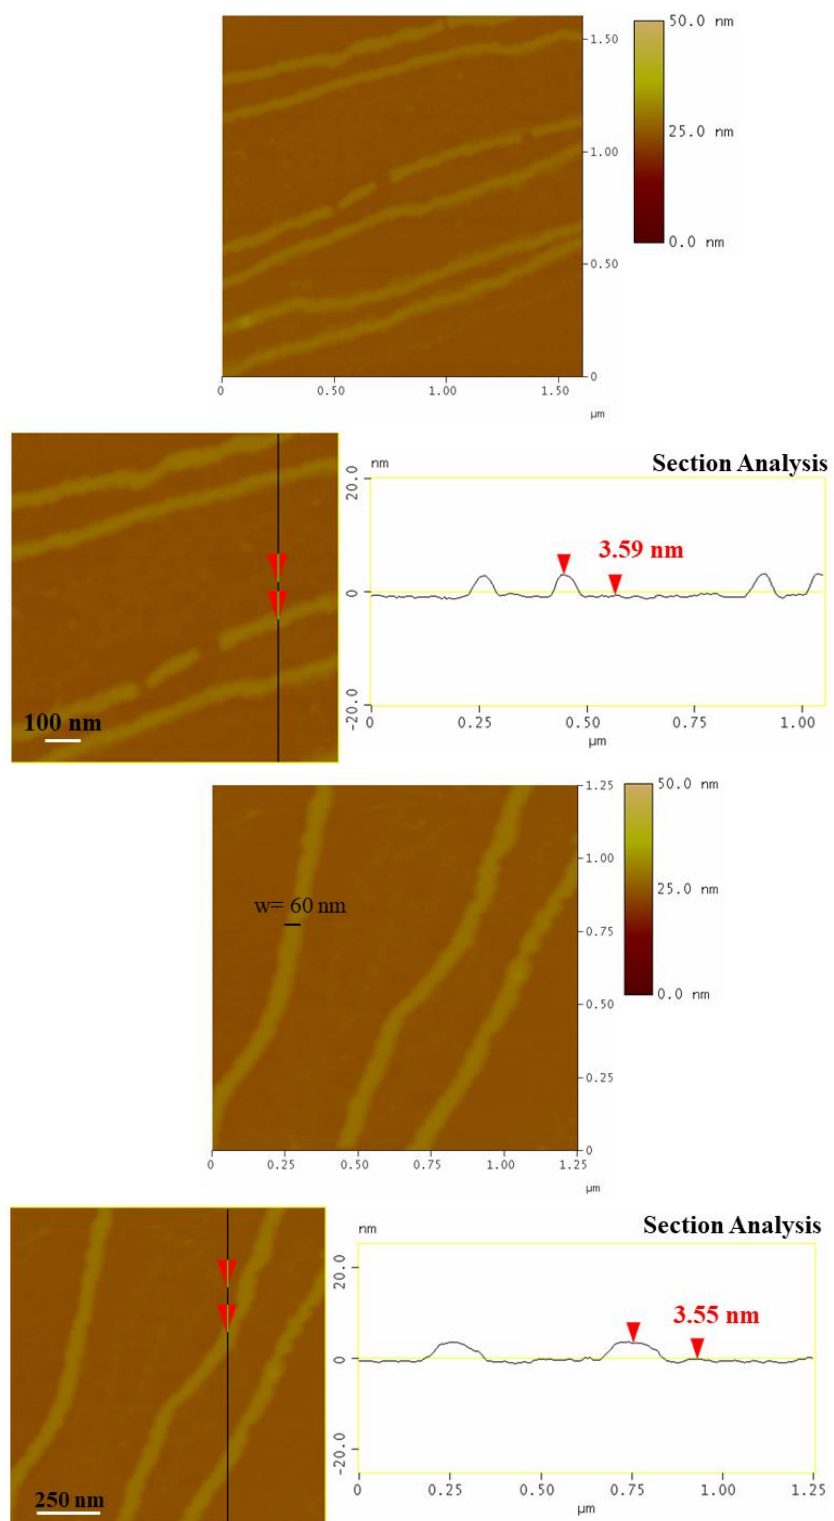 50.0 nm
1.50
25.0 nm
1.00
0.0 nm
0.50
0
0 0.50 1.00 1.50
µm
nm
Section Analysis
20.0
3.59 nm
0
100 nm
-20.0
0 0.25 0.50 0.75 1.00
µm
50.0 nm
1.25
1.00
w= 60 nm
25.0 nm
0.75
0.50
0.0 nm
0.25
0
0 0.25 0.50 0.75 1.00 1.25
µm
nm
Section Analysis
20.0
3.55 nm
0
-20.0
250 nm
0 0.25 0.50 0.75 1.00 1.25
µm